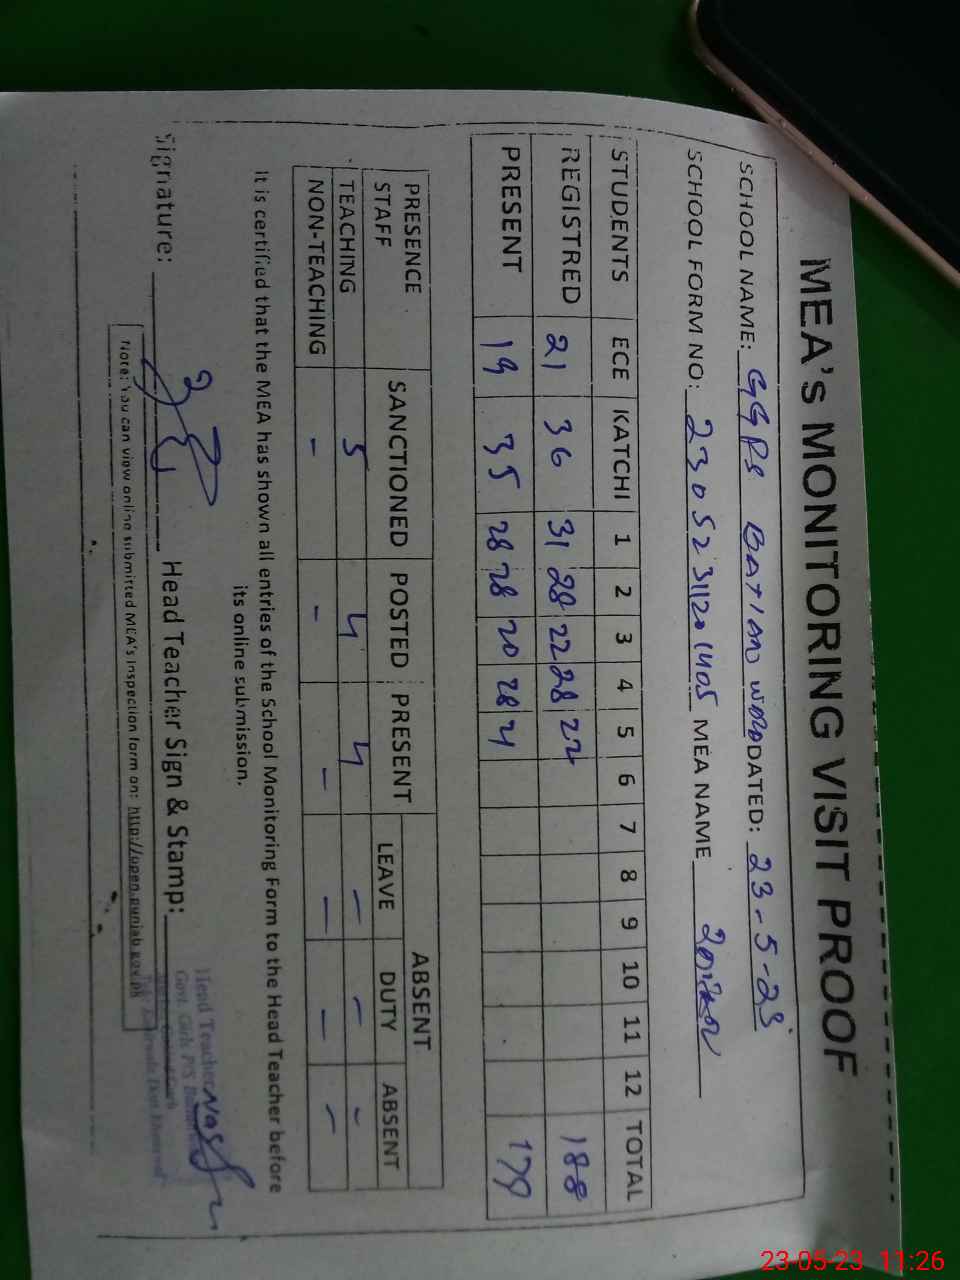 MEA's MONITORING VISIT PROOF
SCHOOL NAME: GGPS DATED: 23-5-23
SCHOOL FORM NO: MEA NAME
STUDENTS ECE KATCHI 1 2 3 4 5 6 7 8 9 10 11 12 TOTAL
REGISTRED 21 36 31 28 22 28 22 188
PRESENT 19 35 28 28 20 28 21 179
PRESENCE STAFF SANCTIONED POSTED PRESENT ABSENT
LEAVE DUTY ABSENT
TEACHING 5 4 4 - - -
NON-TEACHING - - - - - -
It is certified that the MEA has shown all entries of the School Monitoring Form to the Head Teacher before
its online submission.
Signature: Head Teacher Sign & Stamp:
Head Teacher
Govt. Girls P/S
Note: You can view online submitted MEA's inspection form on: http://open.punjab.gov.pk
23-05-23 11:26